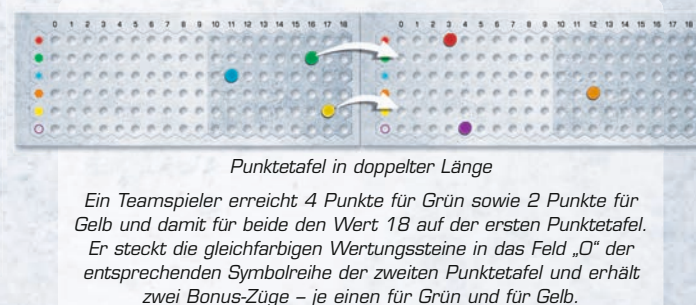 0 1 2 3 4 5 6 7 8 9 10 11 12 13 14 15 16 17 18
0 1 2 3 4 5 6 7 8 9 10 11 12 13 14 15 16 17 18
Punktetafel in doppelter Länge
Ein Teamspieler erreicht 4 Punkte für Grün sowie 2 Punkte für
Gelb und damit für beide den Wert 18 auf der ersten Punktetafel.
Er steckt die gleichfarbigen Wertungssteine in das Feld „0“ der
entsprechenden Symbolreihe der zweiten Punktetafel und erhält
zwei Bonus-Züge – je einen für Grün und für Gelb.